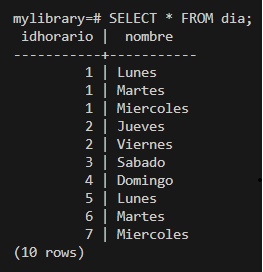 mylibrary=# SELECT * FROM dia;
 idhorario |  nombre
-----------+-----------
         1 | Lunes
         1 | Martes
         1 | Miercoles
         2 | Jueves
         2 | Viernes
         3 | Sabado
         4 | Domingo
         5 | Lunes
         6 | Martes
         7 | Miercoles
(10 rows)